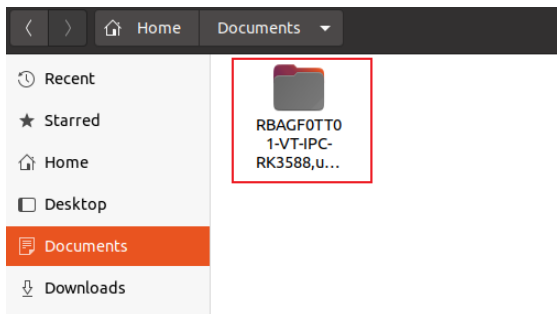 Home
Documents
Recent
Starred
Home
Desktop
Documents
Downloads
RBAGF0TT0
1-VT-IPC-
RK3588,u...